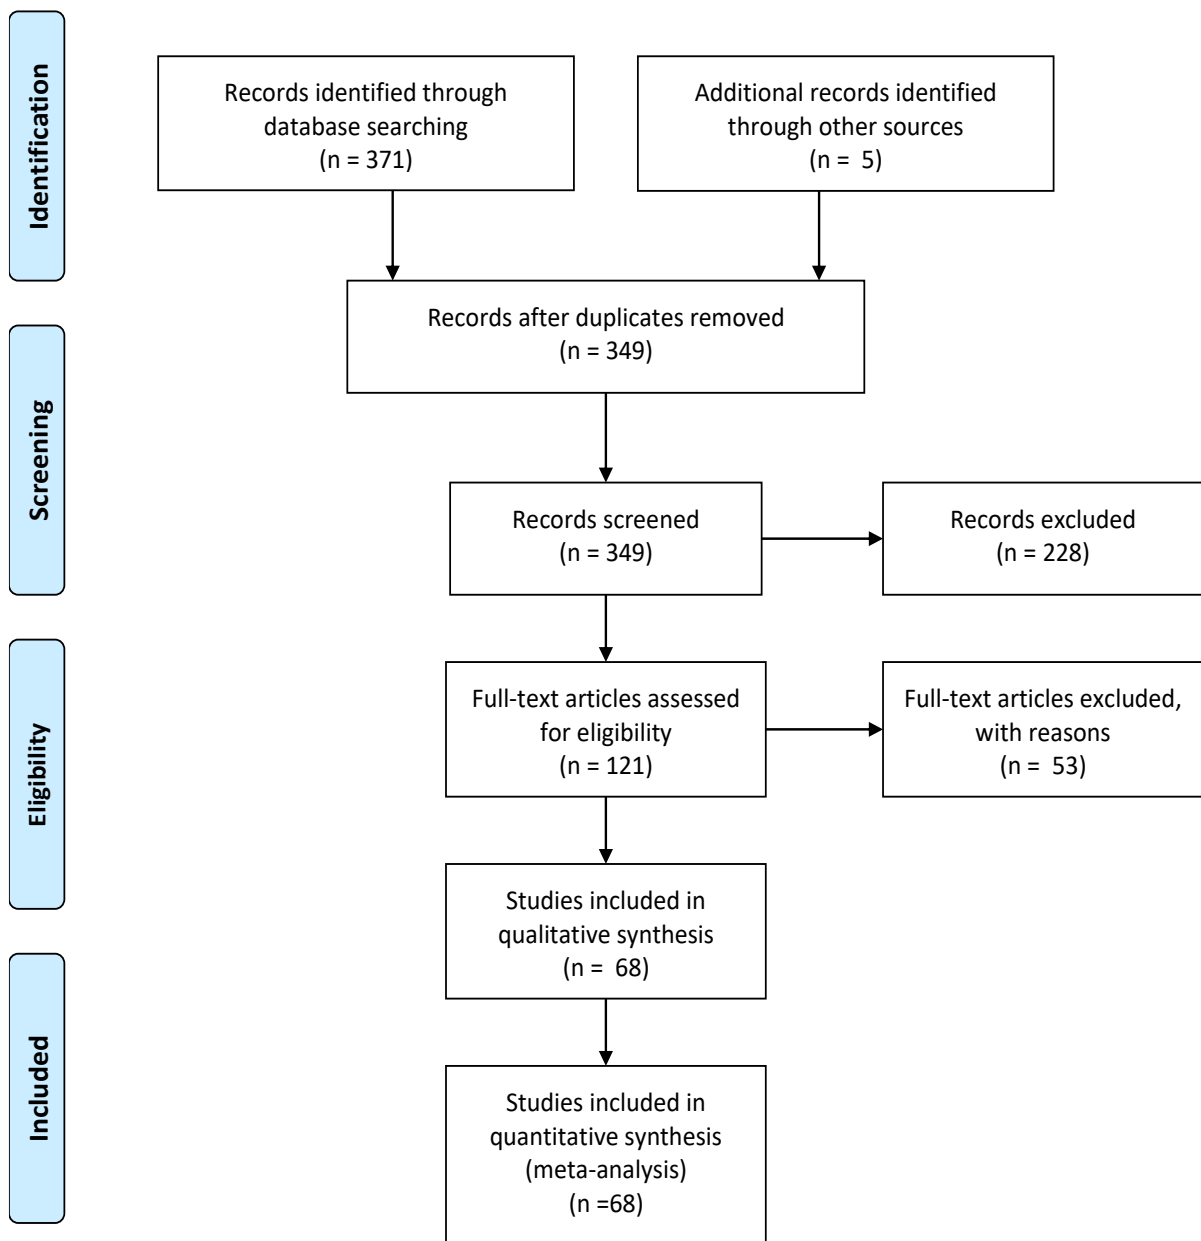 Identification
Records identified through
database searching
(n = 371)
Additional records identified
through other sources
(n =  5)
Records after duplicates removed
(n = 349)
Screening
Records screened
(n = 349)
Records excluded
(n = 228)
Eligibility
Full-text articles assessed
for eligibility
(n = 121)
Full-text articles excluded,
with reasons
(n =  53)
Studies included in
qualitative synthesis
(n =  68)
Included
Studies included in
quantitative synthesis
(meta-analysis)
(n =68)